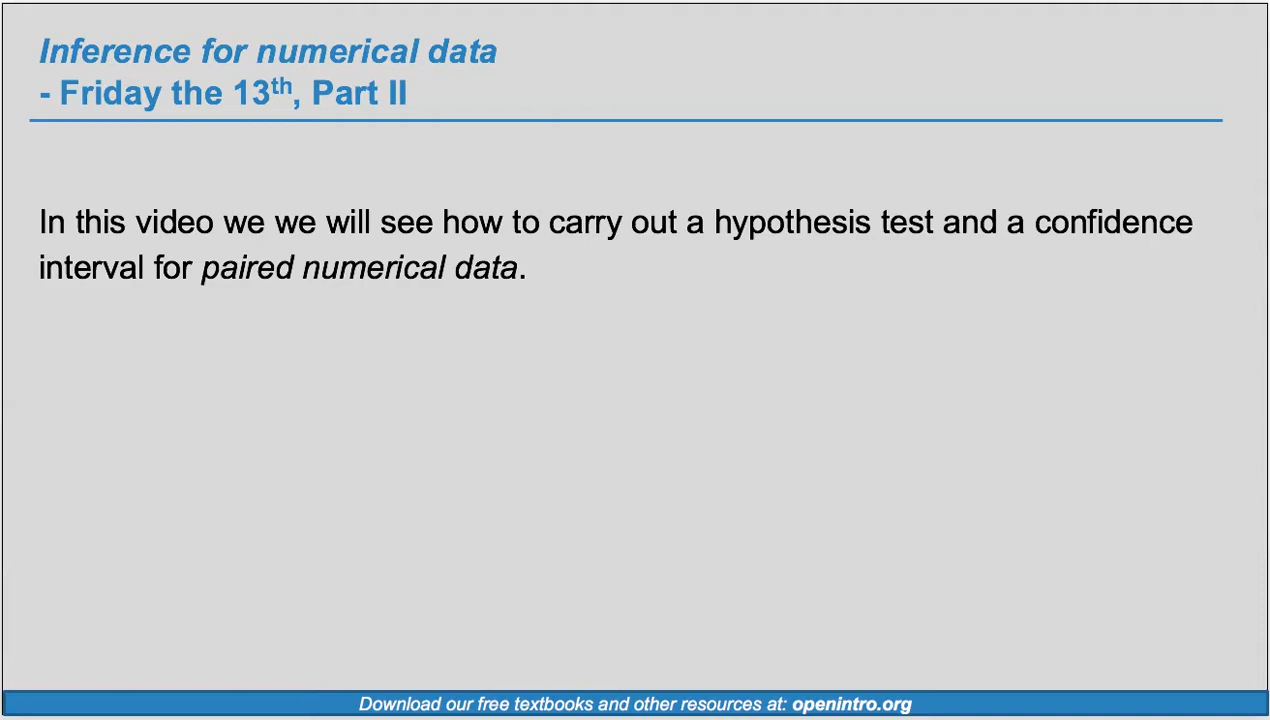 Inference for numerical data
- Friday the 13th, Part II
In this video we we will see how to carry out a hypothesis test and a confidence
interval for paired numerical data.
Download our free textbooks and other resources at: openintro.org